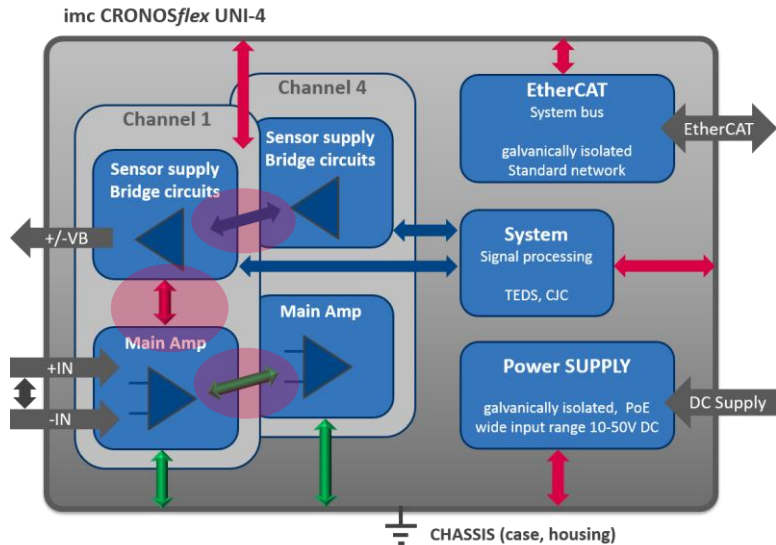 imc CRONOSflex UNI-4
Channel 4
Channel 1
Sensor supply
Bridge circuits
Sensor supply
Bridge circuits
+/-VB
Main Amp
Main Amp
+IN
-IN
EtherCAT
System bus
galvanically isolated
Standard network
EtherCAT
System
Signal processing
TEDS, CJC
Power SUPPLY
galvanically isolated, PoE
wide input range 10-50V DC
DC Supply
CHASSIS (case, housing)